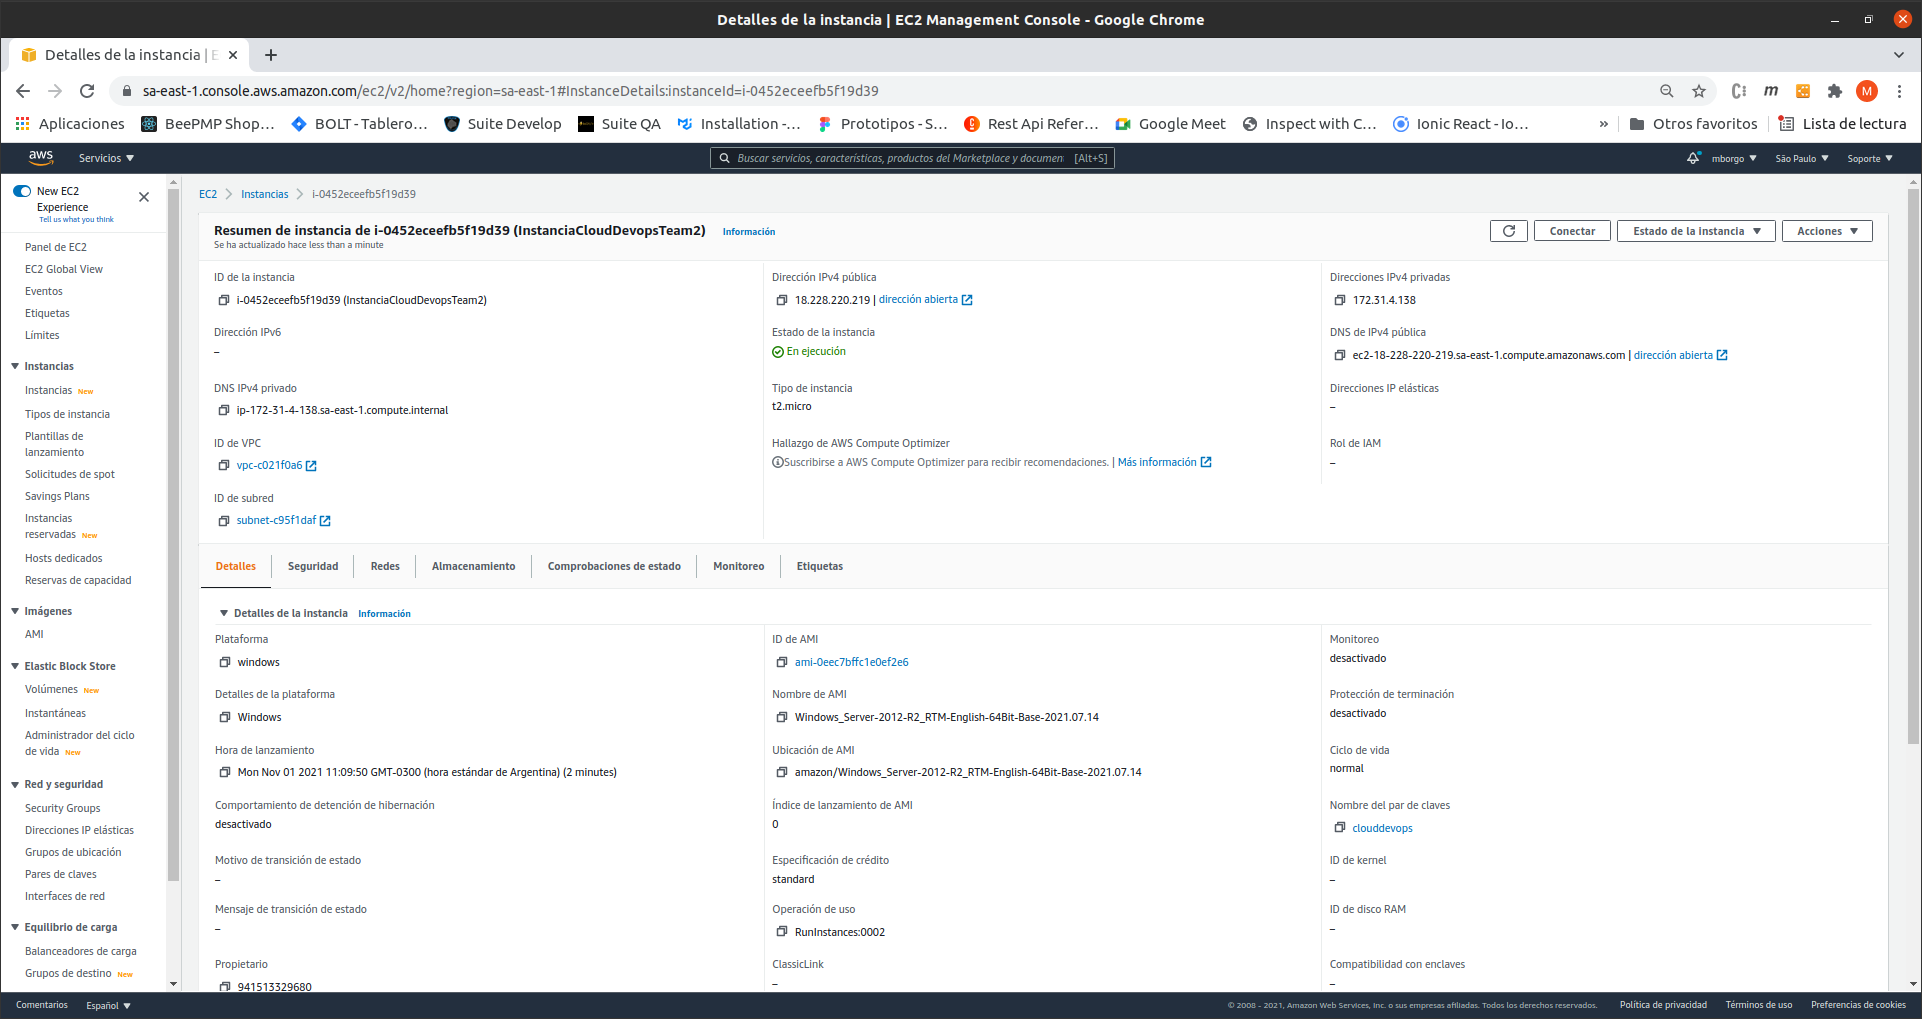 Detalles de la instancia | EC2 Management Console - Google Chrome
Detalles de la instancia | E
sa-east-1.console.aws.amazon.com/ec2/v2/home?region=sa-east-1#InstanceDetails:instanceId=i-0452eceefb5f19d39
M
Aplicaciones
BeePMP Shop...
BOLT - Tablero...
Suite Develop
Suite QA
Installation -...
Prototipos - S...
Rest Api Refer...
Google Meet
Inspect with C...
Ionic React - Io...
»
Otros favoritos
Lista de lectura
aws
Servicios
Buscar servicios, características, productos del Marketplace y document
[Alt+S]
mborgo
São Paulo
Soporte
New EC2
Experience
Tell us what you think
Panel de EC2
EC2 Global View
Eventos
Etiquetas
Límites
Instancias
Instancias New
Tipos de instancia
Plantillas de
lanzamiento
Solicitudes de spot
Savings Plans
Instancias
reservadas New
Hosts dedicados
Reservas de capacidad
Imágenes
AMI
Elastic Block Store
Volúmenes New
Instantáneas
Administrador del ciclo
de vida New
Red y seguridad
Security Groups
Direcciones IP elásticas
Grupos de ubicación
Pares de claves
Interfaces de red
Equilibrio de carga
Balanceadores de carga
Grupos de destino New
EC2
Instancias
i-0452eceefb5f19d39
Resumen de instancia de i-0452eceefb5f19d39 (InstanciaCloudDevopsTeam2) Información
Se ha actualizado hace less than a minute
Conectar
Estado de la instancia
Acciones
ID de la instancia
i-0452eceefb5f19d39 (InstanciaCloudDevopsTeam2)
Dirección IPv4 pública
18.228.220.219 | dirección abierta
Direcciones IPv4 privadas
172.31.4.138
Dirección IPv6
–
Estado de la instancia
En ejecución
DNS de IPv4 pública
ec2-18-228-220-219.sa-east-1.compute.amazonaws.com | dirección abierta
DNS IPv4 privado
ip-172-31-4-138.sa-east-1.compute.internal
Tipo de instancia
t2.micro
Direcciones IP elásticas
–
ID de VPC
vpc-c021f0a6
Hallazgo de AWS Compute Optimizer
Suscribirse a AWS Compute Optimizer para recibir recomendaciones. | Más información
Rol de IAM
–
ID de subred
subnet-c95f1daf
Detalles
Seguridad
Redes
Almacenamiento
Comprobaciones de estado
Monitoreo
Etiquetas
Detalles de la instancia Información
Plataforma
windows
ID de AMI
ami-0eec7bffc1e0ef2e6
Monitoreo
desactivado
Detalles de la plataforma
Windows
Nombre de AMI
Windows_Server-2012-R2_RTM-English-64Bit-Base-2021.07.14
Protección de terminación
desactivado
Hora de lanzamiento
Mon Nov 01 2021 11:09:50 GMT-0300 (hora estándar de Argentina) (2 minutes)
Ubicación de AMI
amazon/Windows_Server-2012-R2_RTM-English-64Bit-Base-2021.07.14
Ciclo de vida
normal
Comportamiento de detención de hibernación
desactivado
Índice de lanzamiento de AMI
0
Nombre del par de claves
clouddevops
Motivo de transición de estado
–
Especificación de crédito
standard
ID de kernel
–
Mensaje de transición de estado
–
Operación de uso
RunInstances:0002
ID de disco RAM
–
Propietario
941513329680
ClassicLink
–
Compatibilidad con enclaves
–
Comentarios
Español
© 2008 - 2021, Amazon Web Services, Inc. o sus empresas afiliadas. Todos los derechos reservados.
Política de privacidad
Términos de uso
Preferencias de cookies